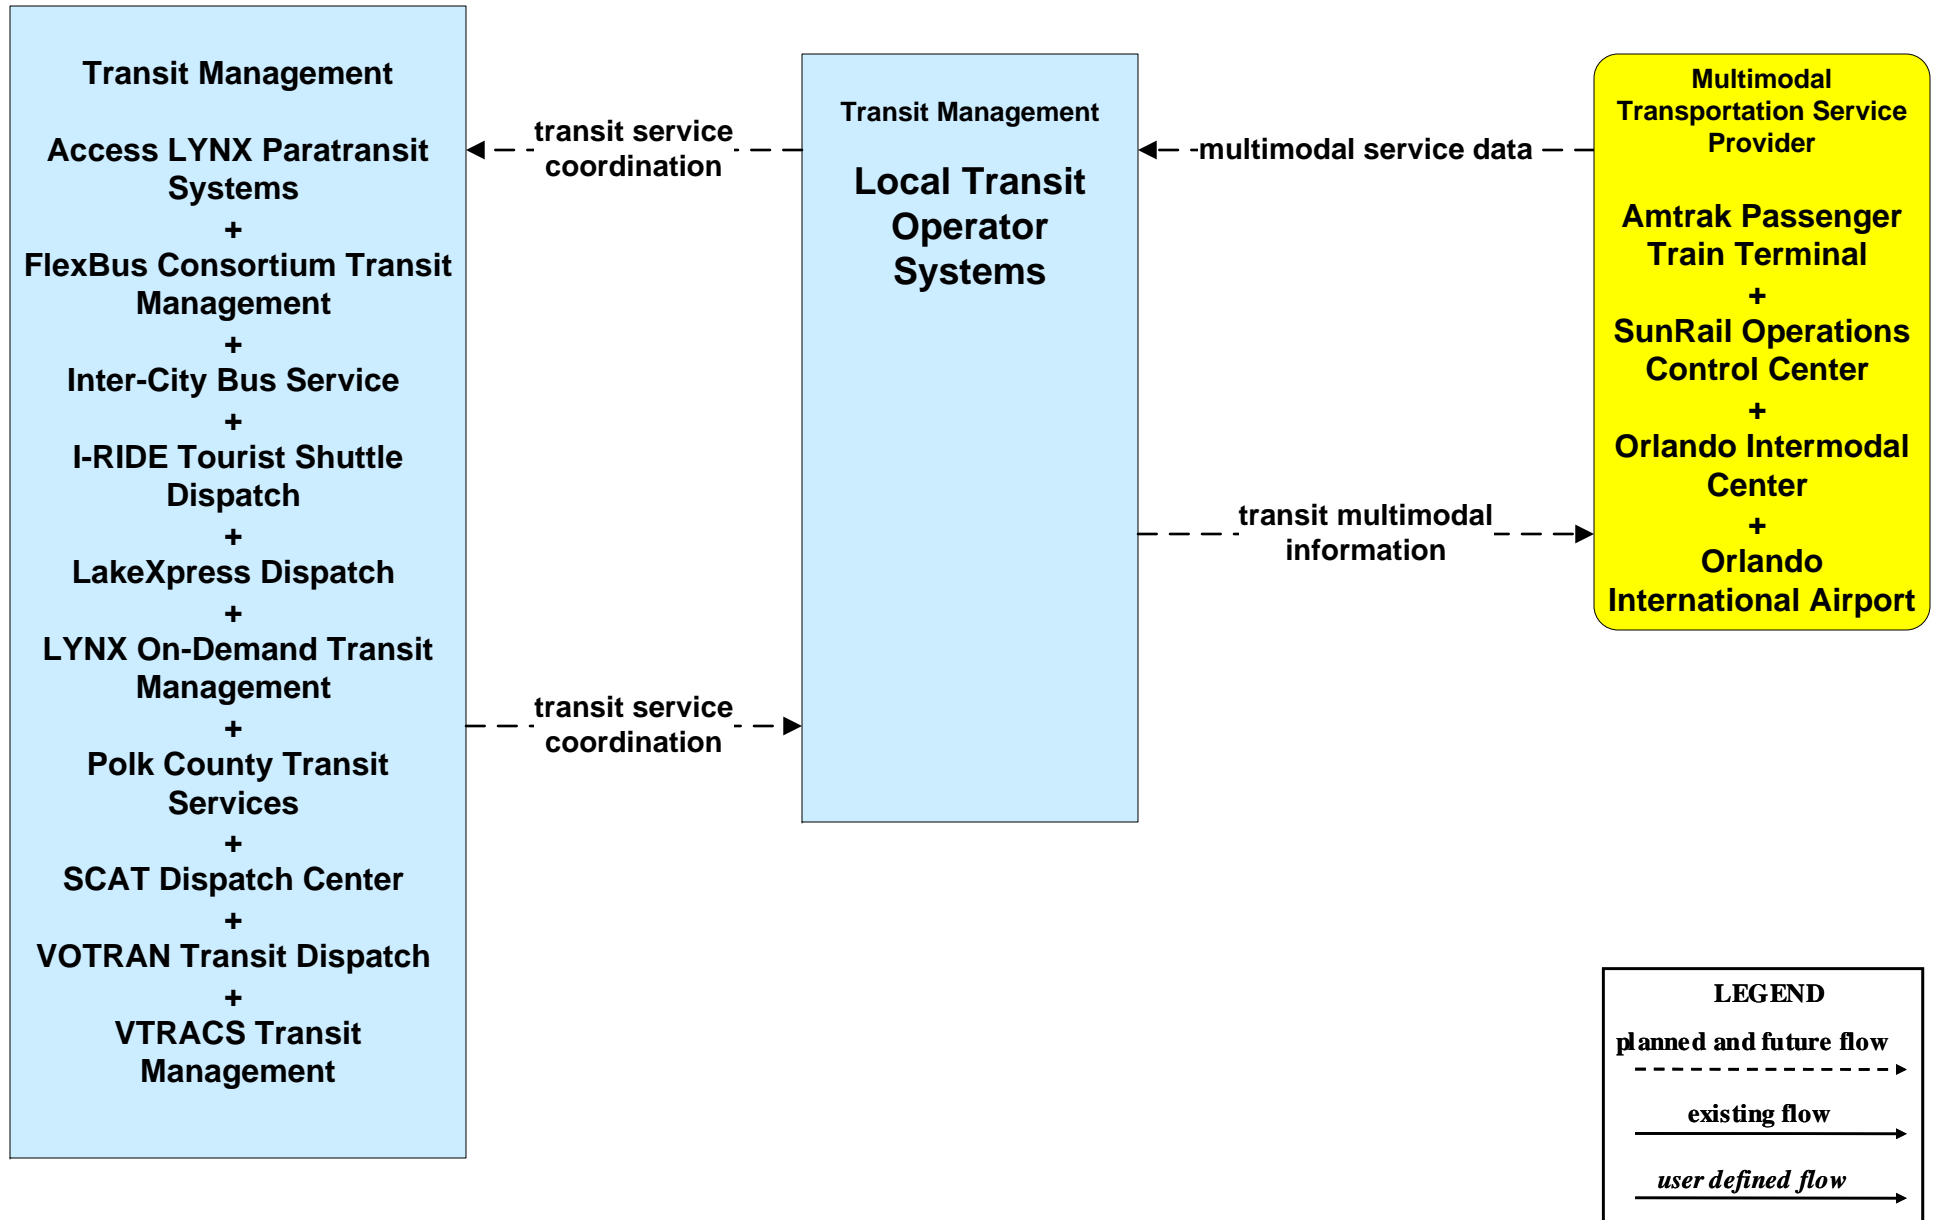 Transit Management
Access LYNX Paratransit
Systems
+
FlexBus Consortium Transit
Management
+
Inter-City Bus Service
+
I-RIDE Tourist Shuttle
Dispatch
+
LakeXpress Dispatch
+
LYNX On-Demand Transit
Management
+
Polk County Transit
Services
+
SCAT Dispatch Center
+
VOTRAN Transit Dispatch
+
VTRACS Transit
Management
transit service
coordination
transit service
coordination
Transit Management
Local Transit
Operator
Systems
multimodal service data
transit multimodal
information
Multimodal
Transportation Service
Provider
Amtrak Passenger
Train Terminal
+
SunRail Operations
Control Center
+
Orlando Intermodal
Center
+
Orlando
International Airport
LEGEND
planned and future flow
existing flow
user defined flow